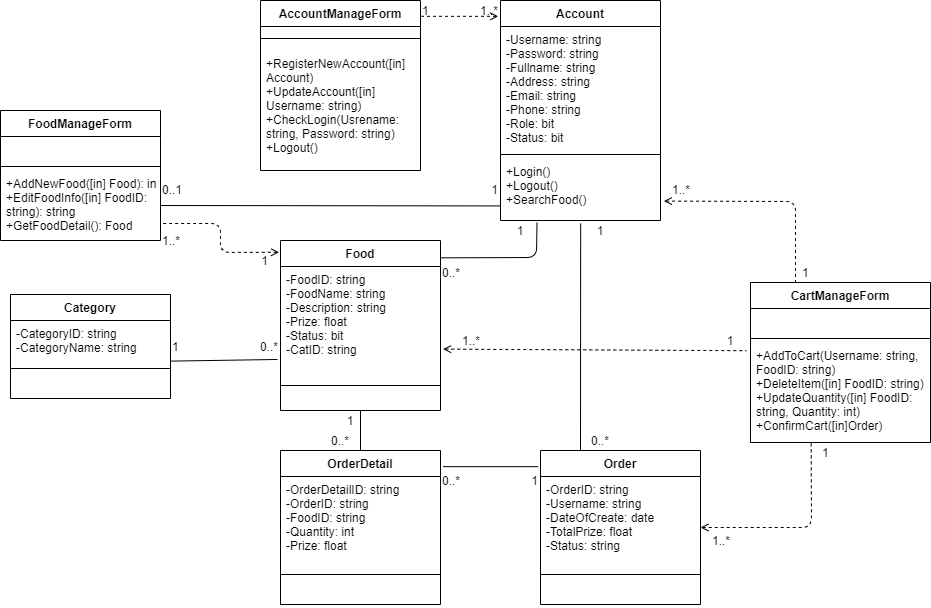 AccountManageForm
+RegisterNewAccount([in]
Account)
+UpdateAccount([in]
Username: string)
+CheckLogin(Usrename:
string, Password: string)
+Logout()
1
1..*
Account
-Username: string
-Password: string
-Fullname: string
-Address: string
-Email: string
-Phone: string
-Role: bit
-Status: bit
+Login()
+Logout()
+SearchFood()
FoodManageForm
+AddNewFood([in] Food): in
+EditFoodInfo([in] FoodID:
string): string
+GetFoodDetail(): Food
0..1
1
1..*
1
1..*
1
1
1
0..*
Food
-FoodID: string
-FoodName: string
-Description: string
-Prize: float
-Status: bit
-CatID: string
Category
-CategoryID: string
-CategoryName: string
1
0..*
1..*
1
CartManageForm
+AddToCart(Username: string,
FoodID: string)
+DeleteItem([in] FoodID: string)
+UpdateQuantity([in] FoodID:
string, Quantity: int)
+ConfirmCart([in]Order)
1
1..*
1
0..*
0..*
OrderDetail
-OrderDetailID: string
-OrderID: string
-FoodID: string
-Quantity: int
-Prize: float
0..*
1
Order
-OrderID: string
-Username: string
-DateOfCreate: date
-TotalPrize: float
-Status: string